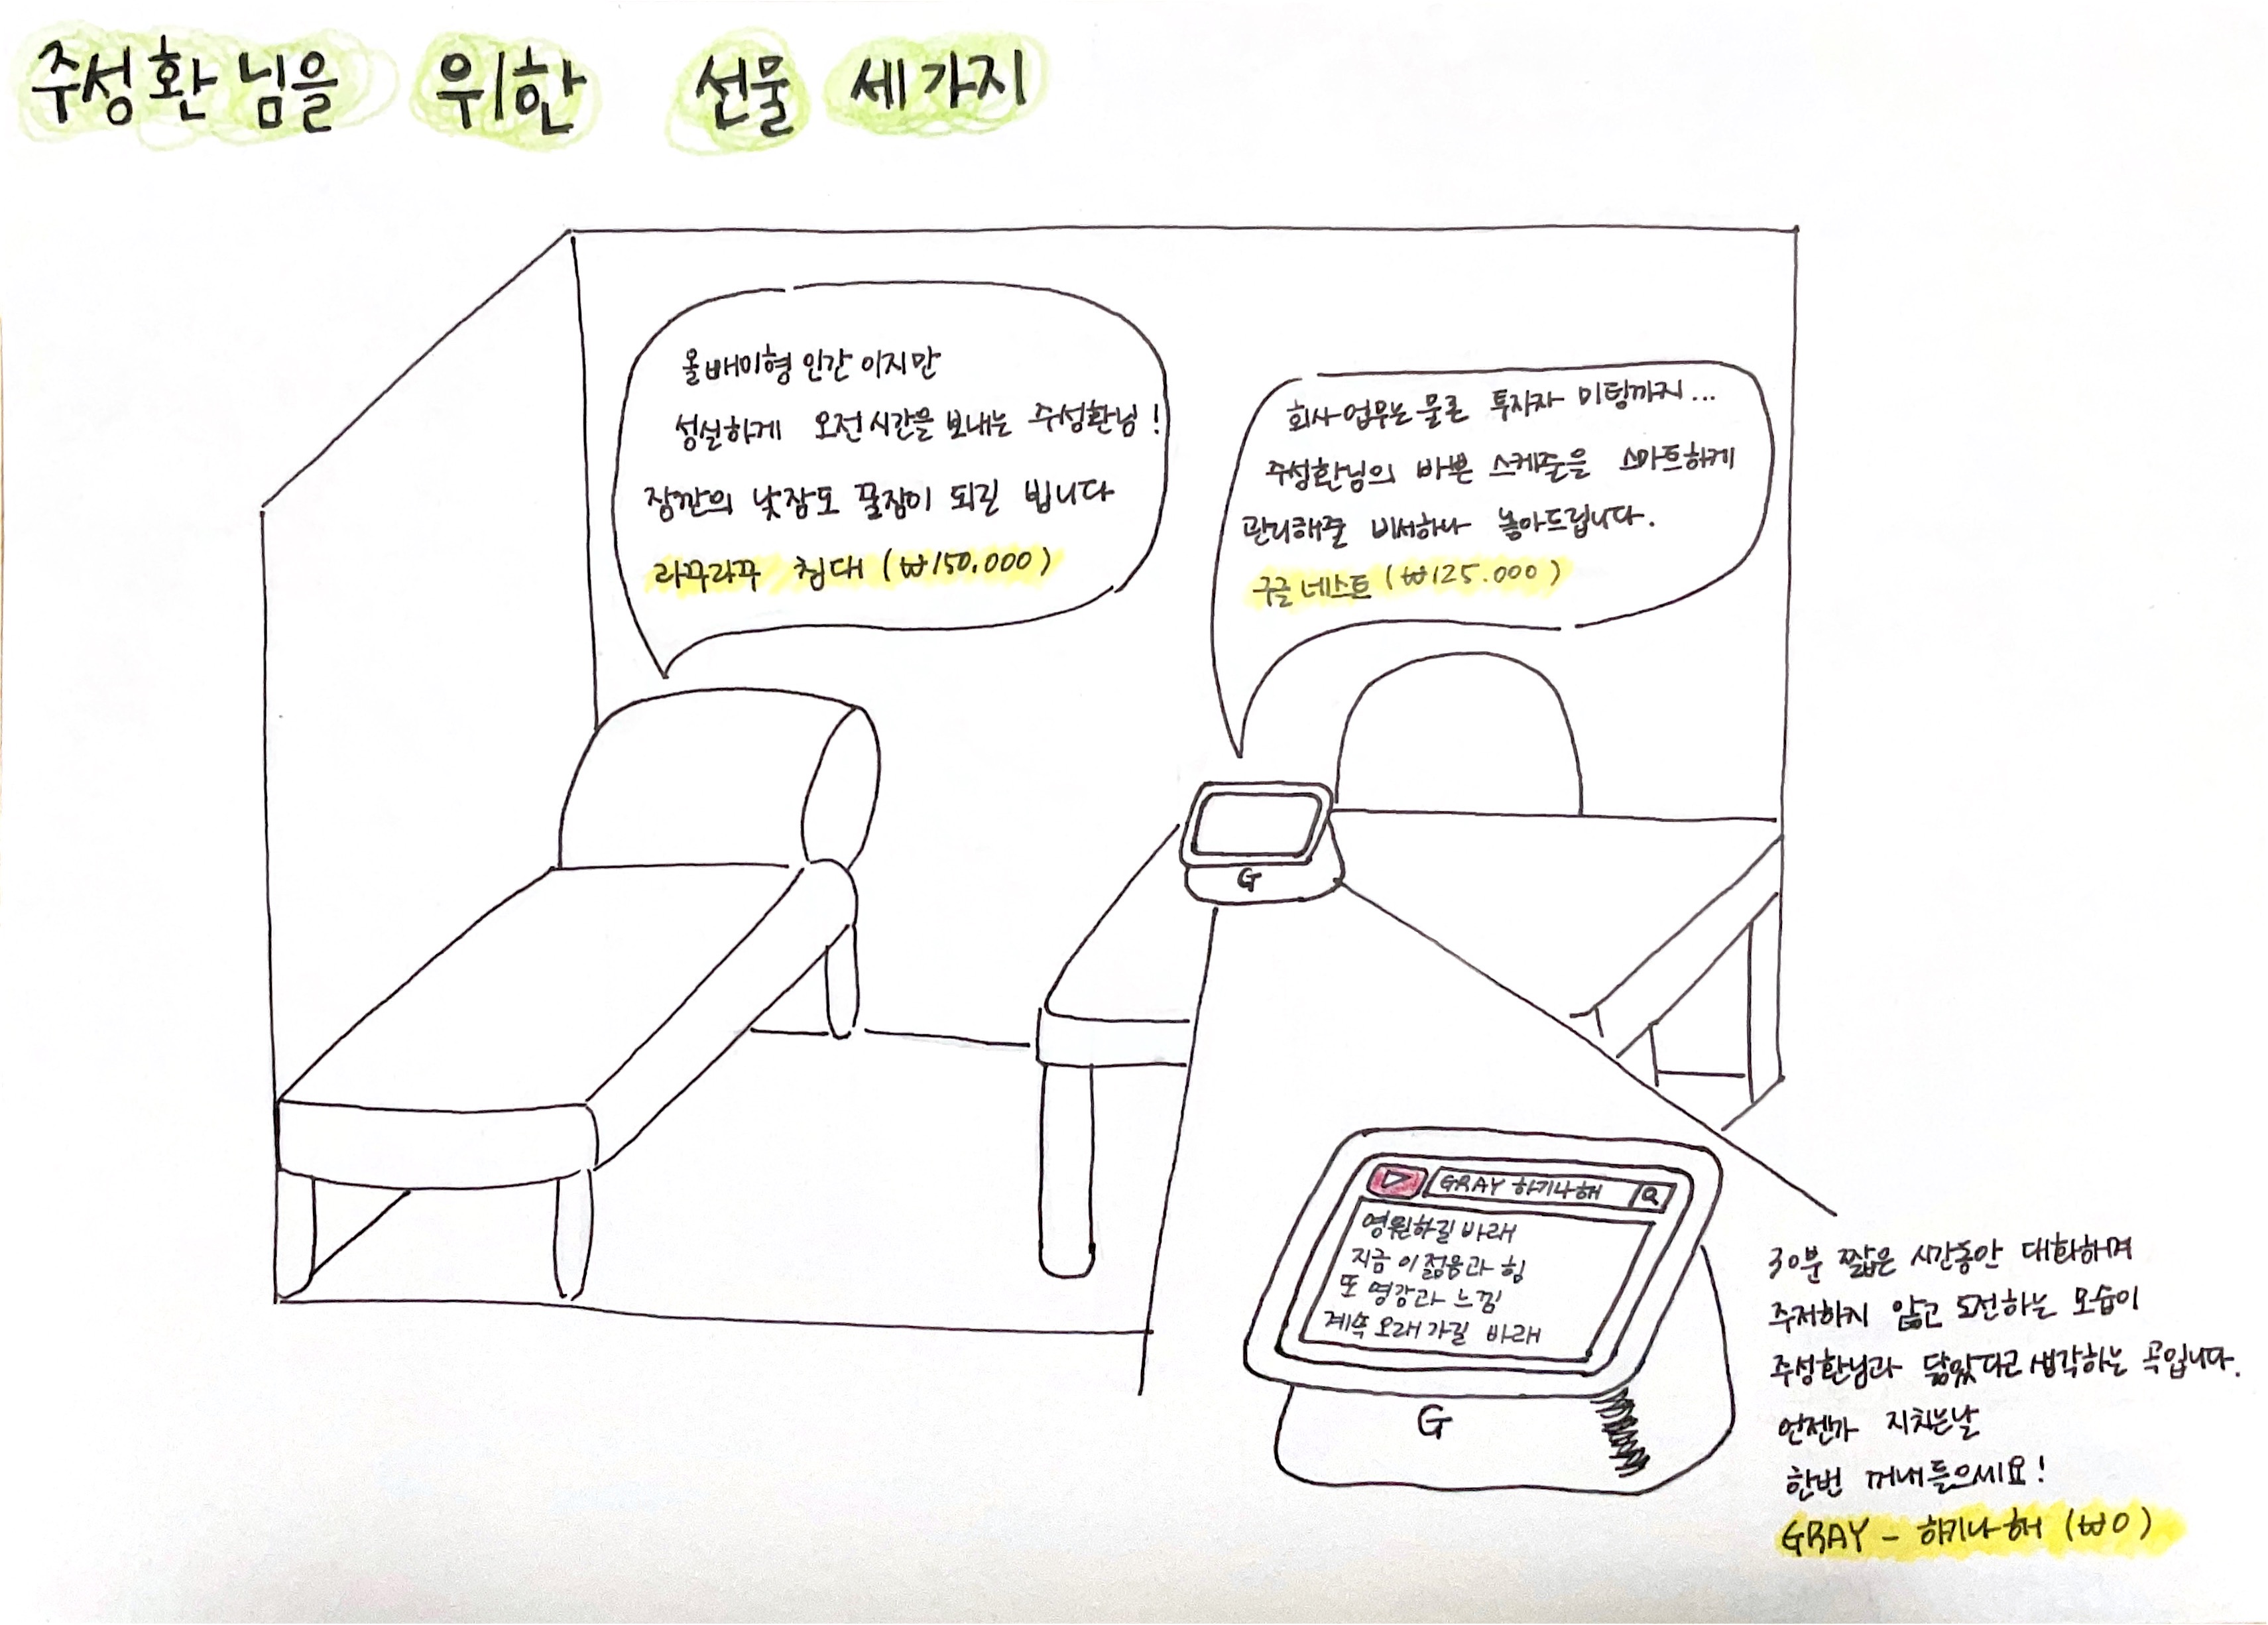 주성환님을 위한 선물 세가지
올빼미형 인간이지만
성실하게 오전시간을 보내는 주성환님!
잠깐의 낮잠도 꿀잠이 되길 빕니다
라꾸라꾸 침대 (₩150.000)
회사업무는 물론 투자자 미팅까지...
주성환님의 바쁜 스케줄을 스마트하게
관리해줄 비서하나 놓아드립니다.
구글 네스트 (₩125.000)
G
GRAY 하기나해
영원하길 바래
지금 이 젊음과 힘
또 영감과 느낌
계속 오래 가길 바래
G
30분 짧은 시간동안 대화하며
주저하지 않고 도전하는 모습이
주성환님과 닮았다고 생각하는 곡입니다.
언젠가 지치는날
한번 꺼내들으세요!
GRAY - 하기나해 (₩0)